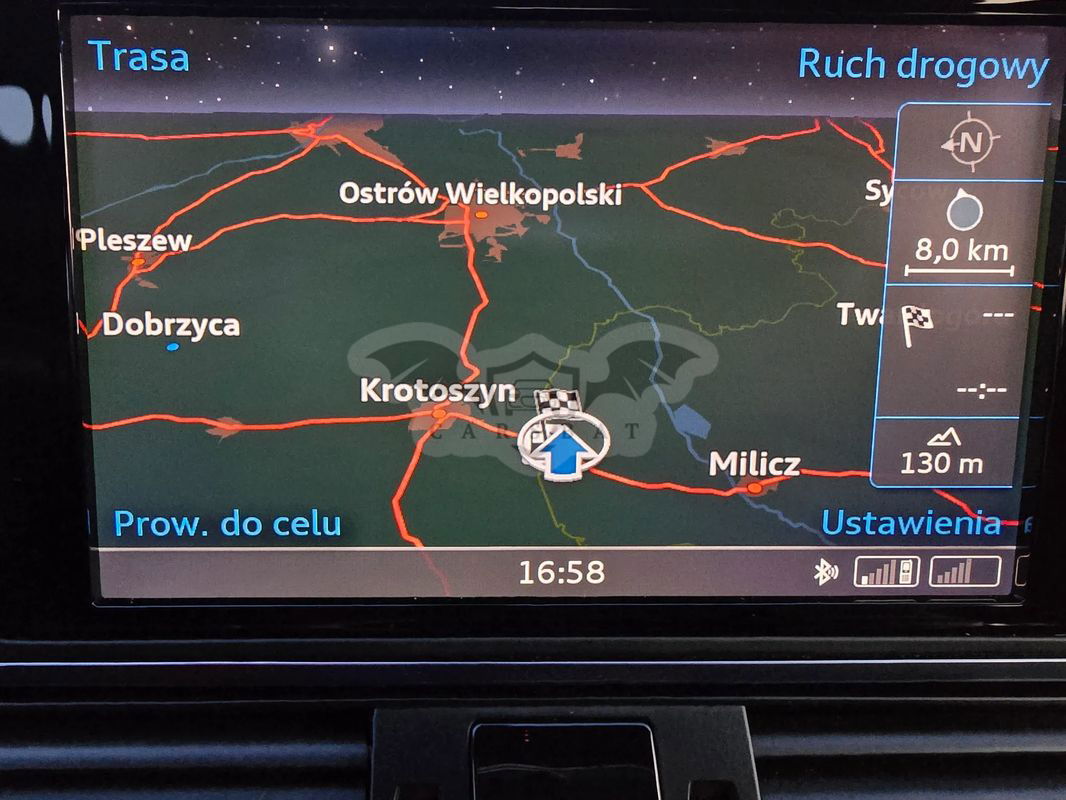 Trasa
Ruch drogowy
N
Ostrów Wielkopolski
Pleszew
8,0 km
Dobrzyca
---
Krotoszyn
--:--
CAR
Milicz
130 m
Prow. do celu
Ustawienia
16:58